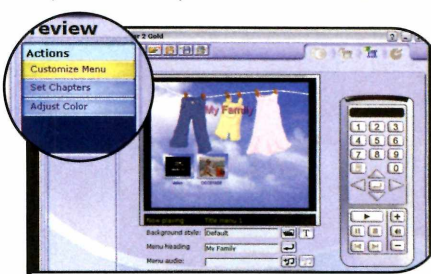 review
r 2 Gold
Actions
Customize Menu
Set Chapters
Adjust Color
My Family
1 2 3
4 5 6
7 8 9
0
Now playing Title menu 1
Background style: Default
T
Menu heading My Family
Menu audio: